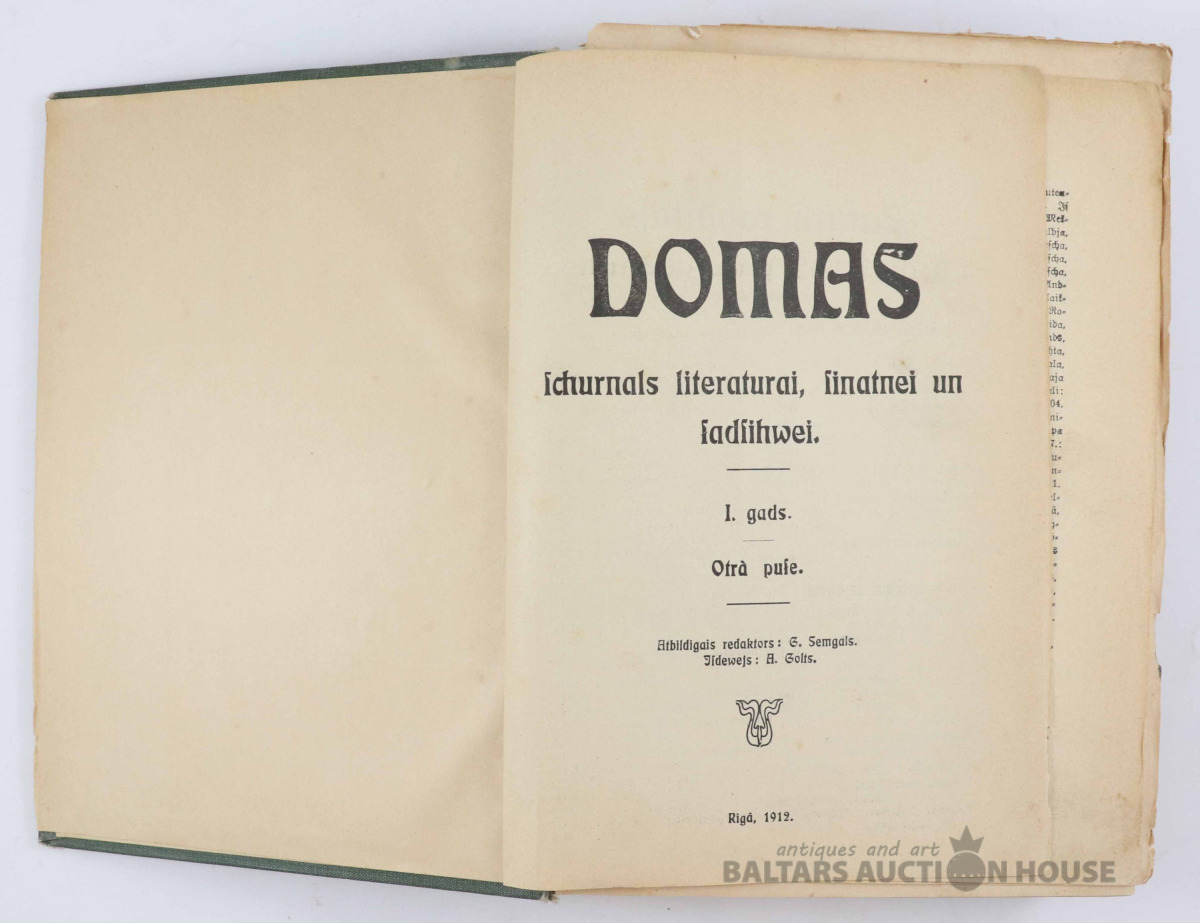 DOMAS
ſchurnals literaturai, ſinatnei un
ſadſihwei.
I. gads.
Otrà puſe.
Atbildigais redaktors: G. Semgals.
Iſdewejs: A. Golts.
Rigâ, 1912.
antiques and art
BALTARS AUCTION HOUSE